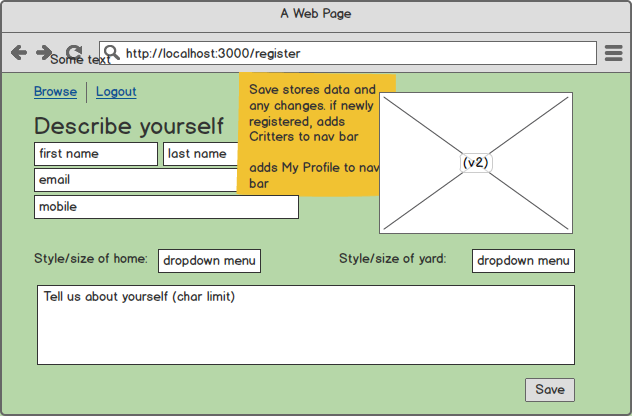 A Web Page
Some text
http://localhost:3000/register
Browse Logout
Save stores data and
any changes. if newly
registered, adds
Critters to nav bar
adds My Profile to nav
bar
Describe yourself
first name last name
email
mobile
(v2)
Style/size of home: dropdown menu Style/size of yard: dropdown menu
Tell us about yourself (char limit)
Save